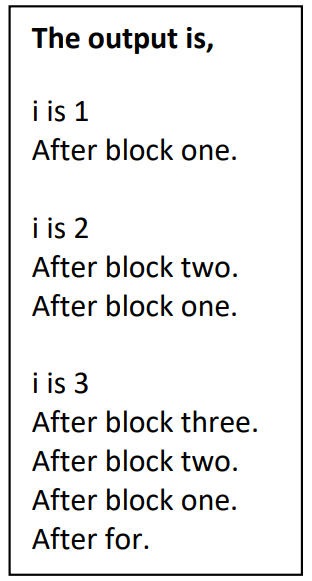 The output is,
i is 1
After block one.
i is 2
After block two.
After block one.
i is 3
After block three.
After block two.
After block one.
After for.